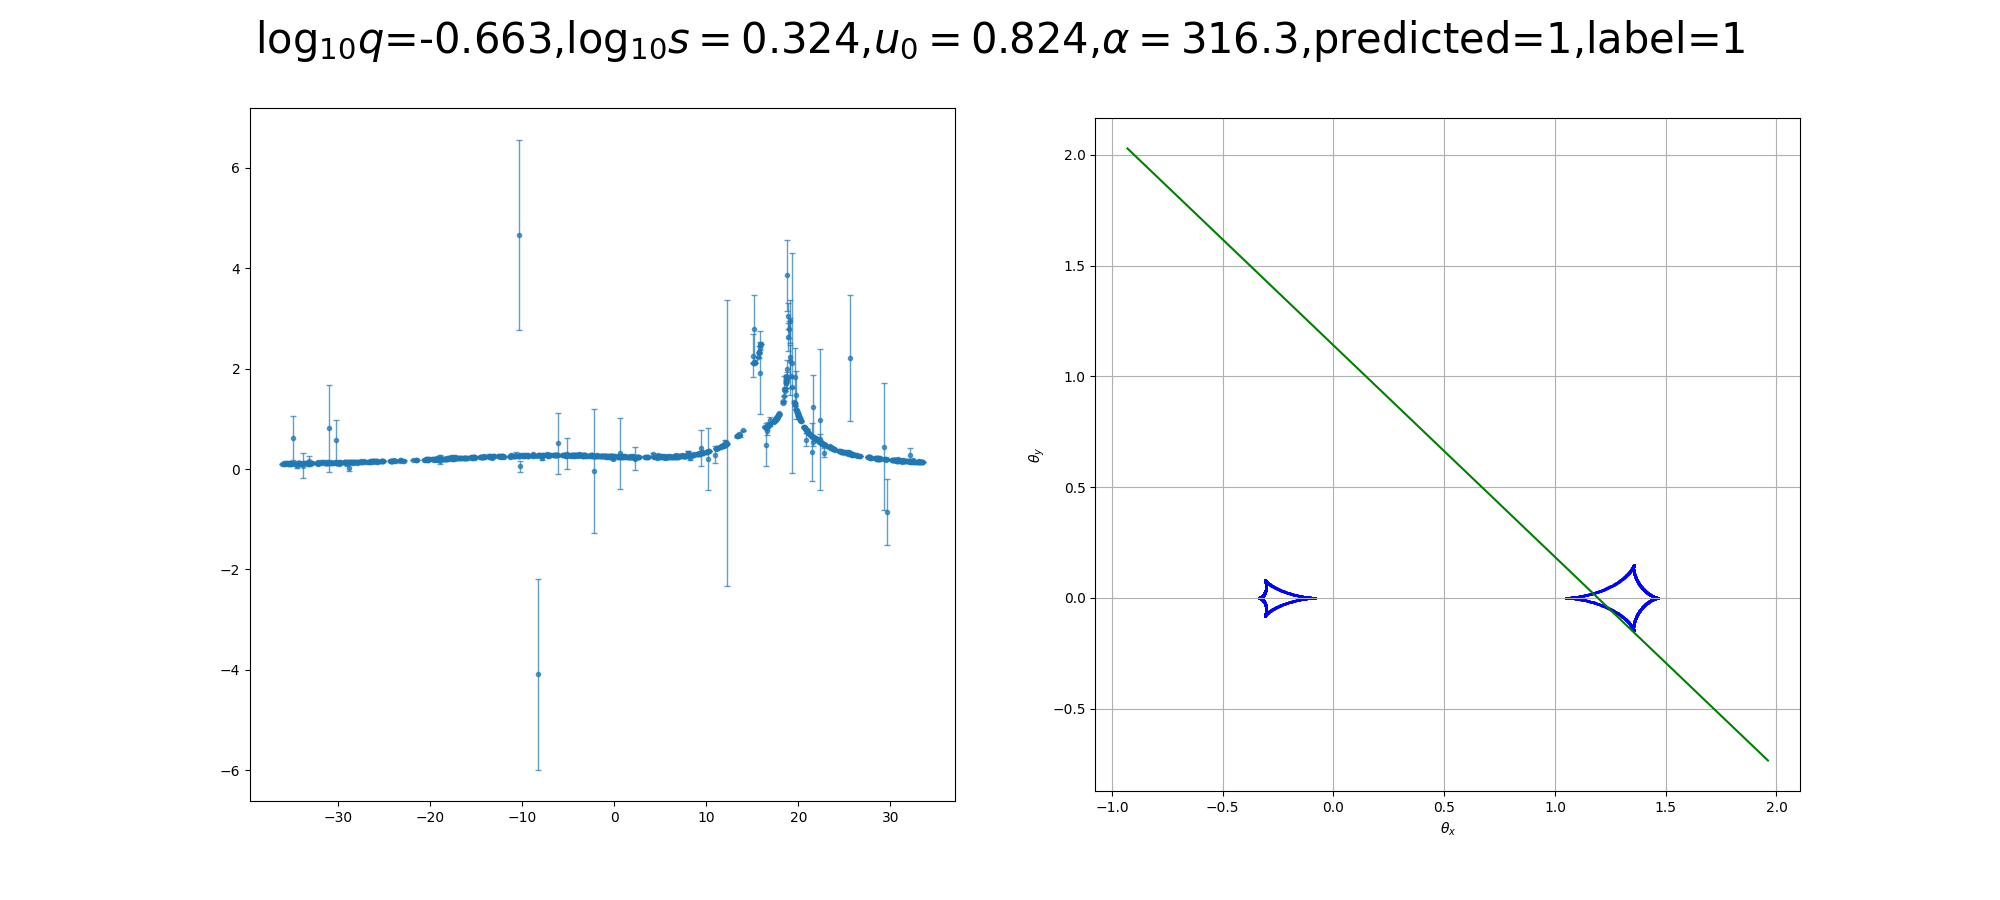 log₁₀q=-0.663,log₁₀s = 0.324,u₀ = 0.824,α = 316.3,predicted=1,label=1
6
4
2
0
−2
−4
−6
−30 −20 −10 0 10 20 30
2.0
1.5
1.0
0.5
0.0
−0.5
θy
−1.0 −0.5 0.0 0.5 1.0 1.5 2.0
θx